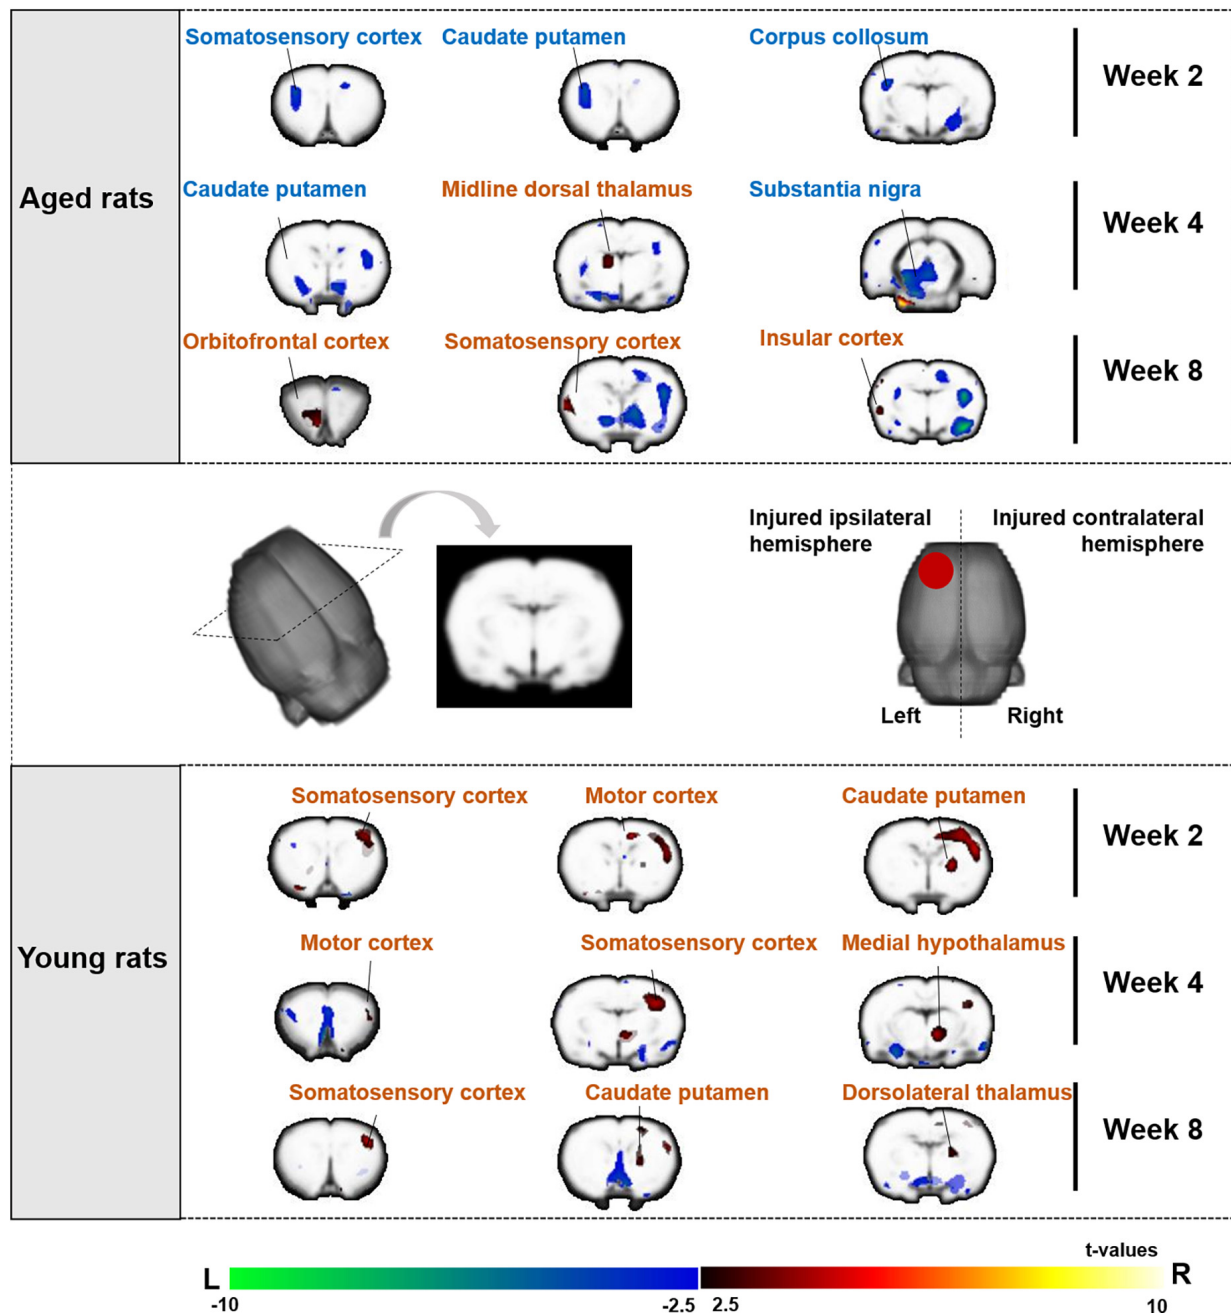 Somatosensory cortex Caudate putamen Corpus collosum
Week 2
Aged rats
Caudate putamen Midline dorsal thalamus Substantia nigra
Week 4
Orbitofrontal cortex Somatosensory cortex Insular cortex
Week 8
Injured ipsilateral hemisphere
Injured contralateral hemisphere
Left Right
Somatosensory cortex Motor cortex Caudate putamen
Week 2
Young rats
Motor cortex Somatosensory cortex Medial hypothalamus
Week 4
Somatosensory cortex Caudate putamen Dorsolateral thalamus
Week 8
t-values
L R
-10 -2.5 2.5 10